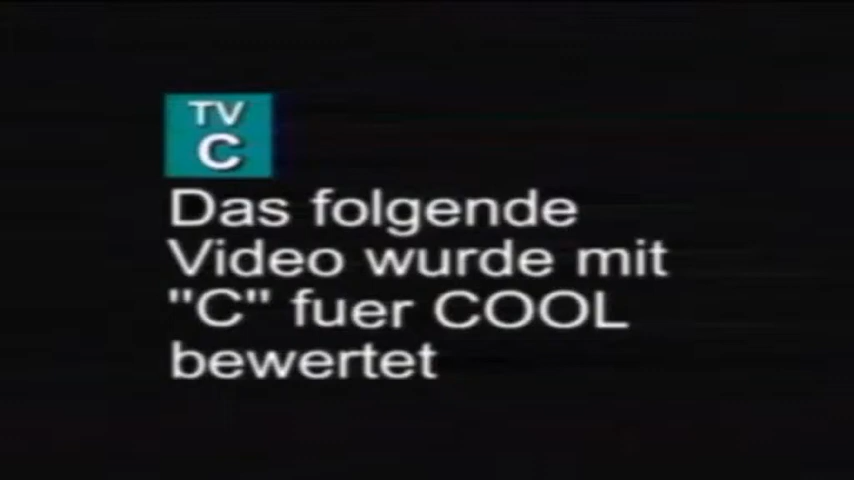 TV
C
Das folgende
Video wurde mit
"C" fuer COOL
bewertet